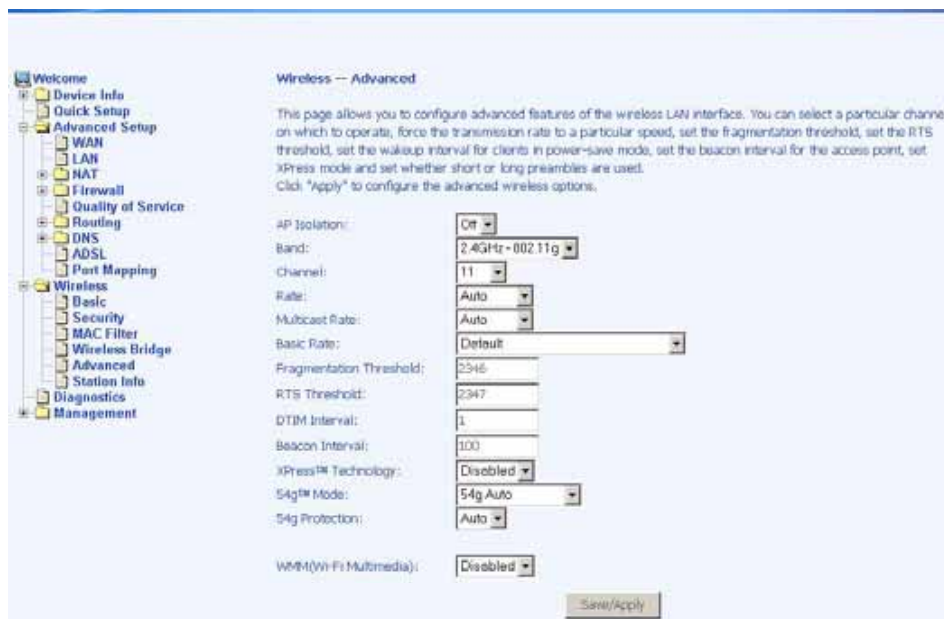 Welcome
Device Info
Quick Setup
Advanced Setup
WAN
LAN
NAT
Firewall
Quality of Service
Routing
DNS
ADSL
Port Mapping
Wireless
Basic
Security
MAC Filter
Wireless Bridge
Advanced
Station Info
Diagnostics
Management
Wireless -- Advanced
This page allows you to configure advanced features of the wireless LAN interface. You can select a particular channe
on which to operate, force the transmission rate to a particular speed, set the fragmentation threshold, set the RTS
threshold, set the wakeup interval for clients in power-save mode, set the beacon interval for the access point, set
XPress mode and set whether short or long preambles are used.
Click "Apply" to configure the advanced wireless options.
AP Isolation: Off
Band: 2.4GHz - 802.11g
Channel: 11
Rate: Auto
Multicast Rate: Auto
Basic Rate: Default
Fragmentation Threshold: 2346
RTS Threshold: 2347
DTIM Interval: 1
Beacon Interval: 100
XPress™ Technology: Disabled
54g™ Mode: 54g Auto
54g Protection: Auto
WMM(Wi-Fi Multimedia): Disabled
Save/Apply